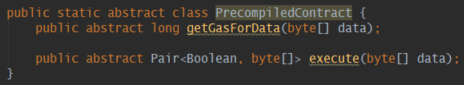 public static abstract class PrecompiledContract {
public abstract long getGasForData(byte[] data);
public abstract Pair<Boolean, byte[]> execute(byte[] data);
}